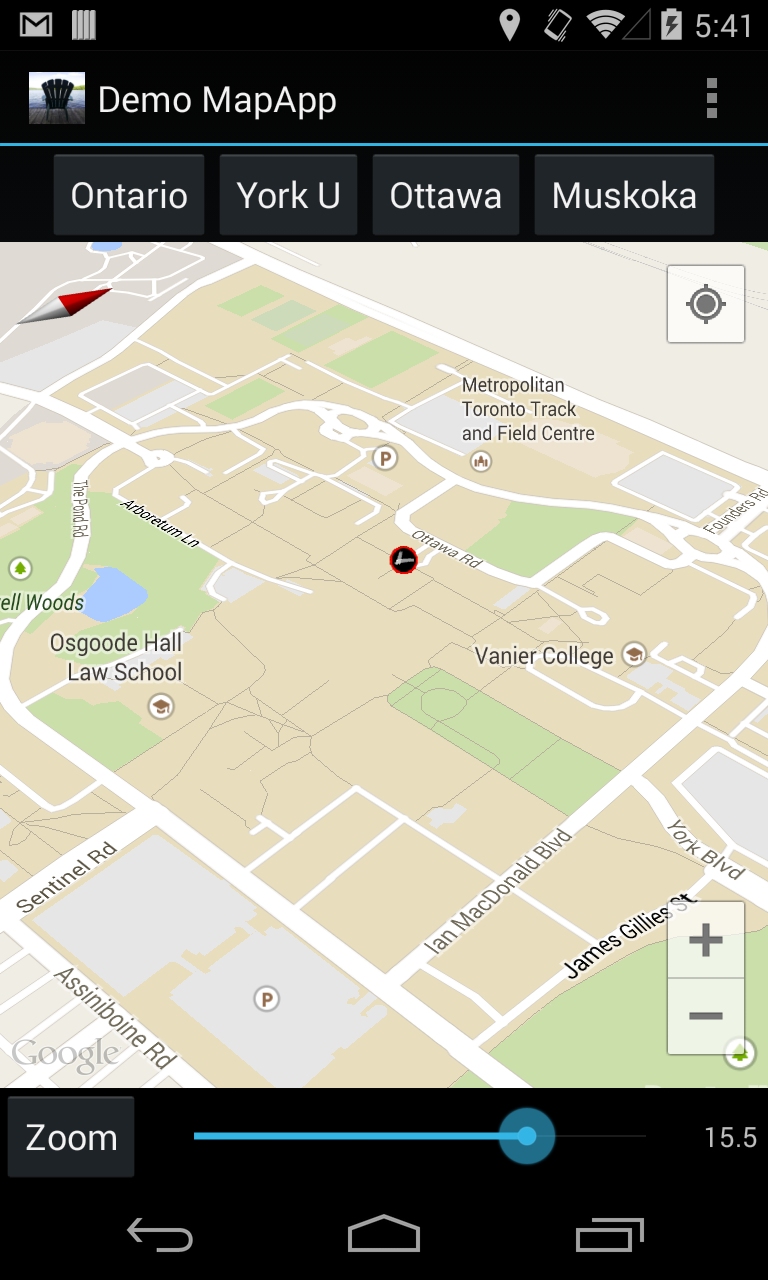 5:41
Demo MapApp
Ontario
York U
Ottawa
Muskoka
Metropolitan
Toronto Track
and Field Centre
P
The Pond Rd
Arboretum Ln
Founders Rd
Ottawa Rd
ell Woods
Osgoode Hall
Law School
Vanier College
York Blvd
Ian MacDonald Blvd
Sentinel Rd
James Gillies St
Assiniboine Rd
P
Google
Zoom
15.5